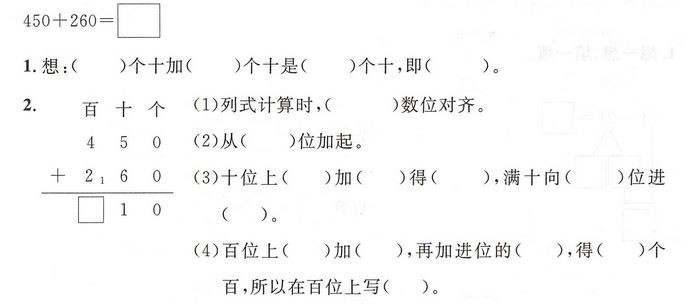 450+260=□
1. 想:(  )个十加(  )个十是(  )个十,即(  )。
2. 百 十 个 (1)列式计算时,(  )数位对齐。
4 5 0 (2)从(  )位加起。
+ 2₁ 6 0 (3)十位上(  )加(  )得(  ),满十向(  )位进
□ 1 0 (  )。
(4)百位上(  )加(  ),再加进位的(  ),得(  )个
百,所以在百位上写(  )。